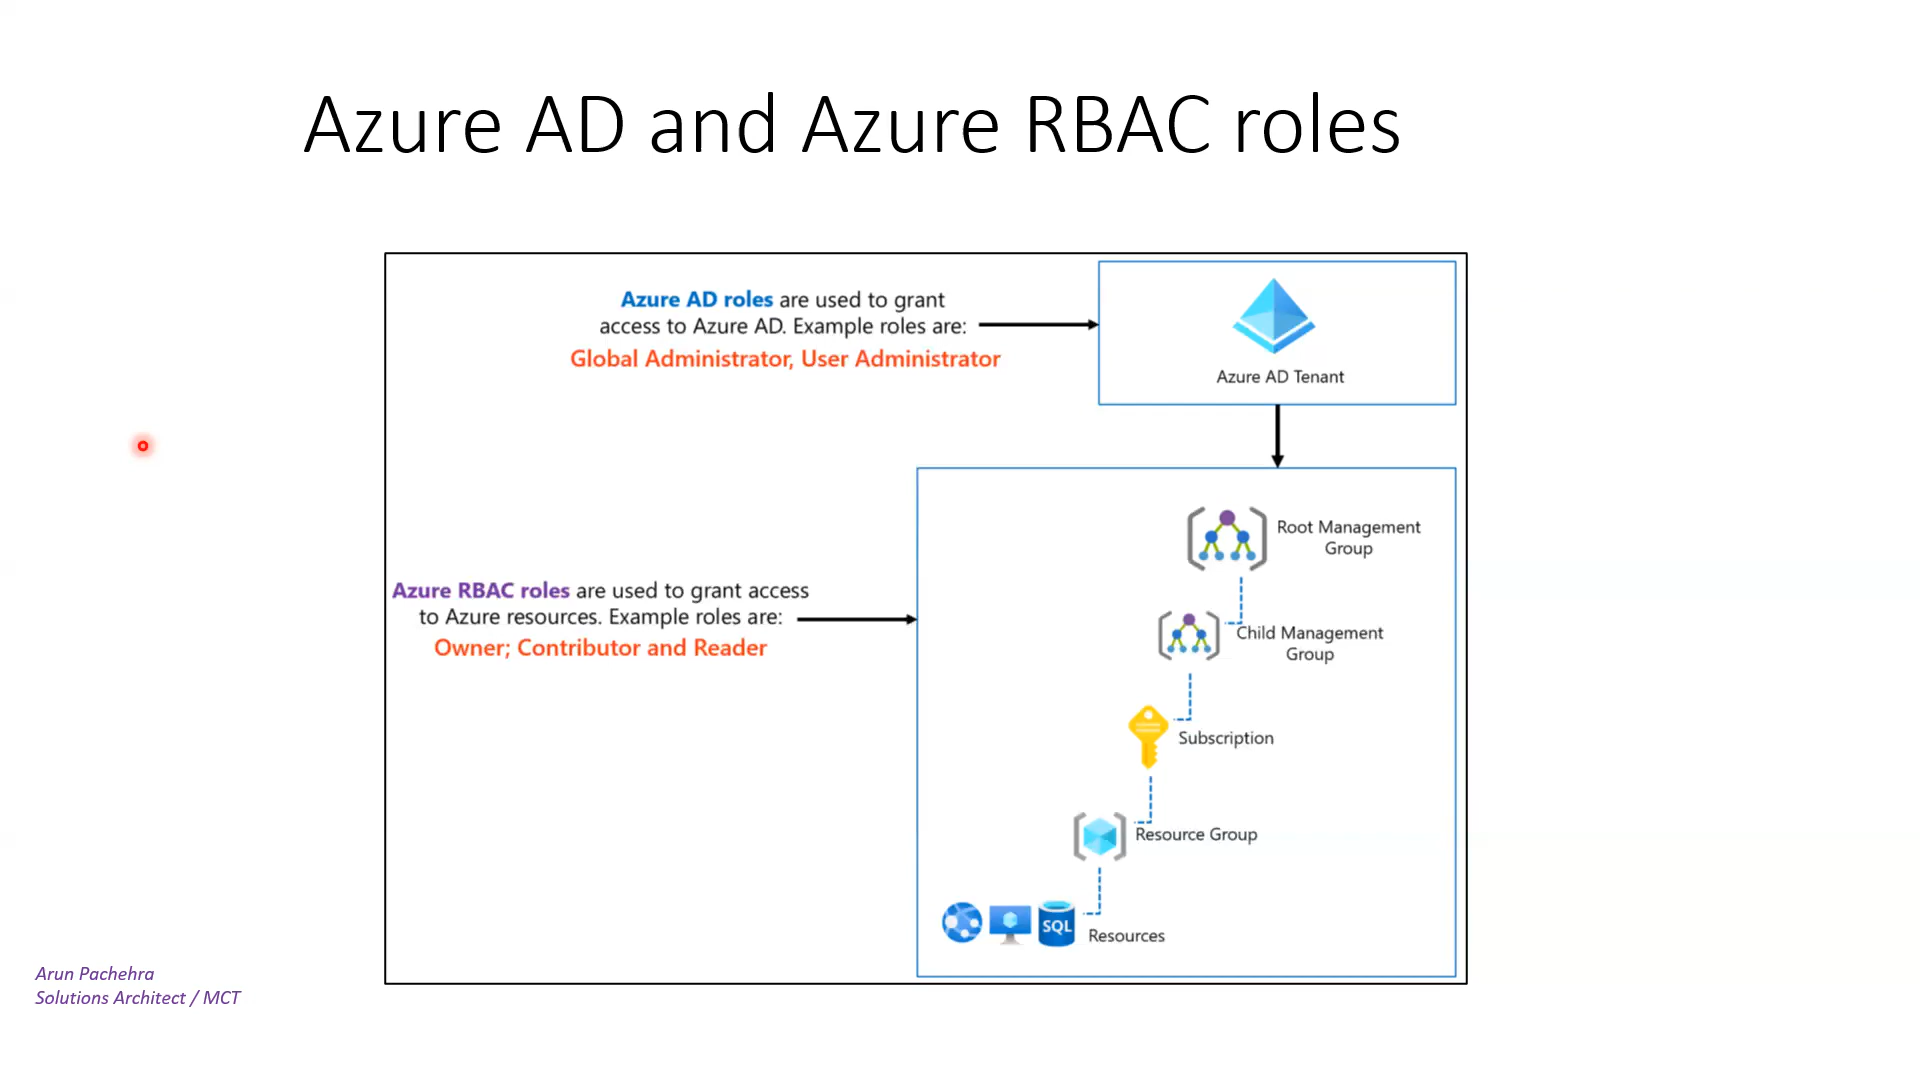 Azure AD and Azure RBAC roles
Azure AD roles are used to grant
access to Azure AD. Example roles are:
Global Administrator, User Administrator
Azure AD Tenant
Root Management
Group
Azure RBAC roles are used to grant access
to Azure resources. Example roles are:
Owner; Contributor and Reader
Child Management
Group
Subscription
Resource Group
SQL
Resources
Arun Pachehra
Solutions Architect / MCT